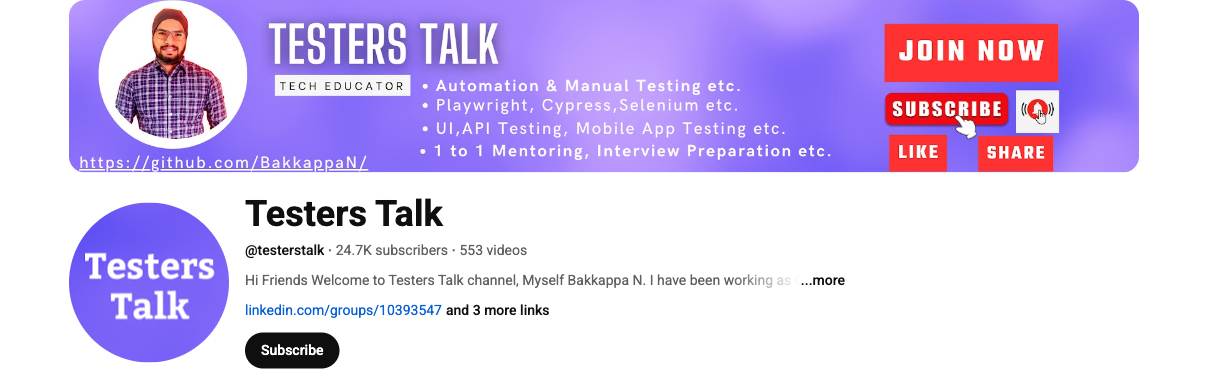 TESTERS TALK
TECH EDUCATOR
• Automation & Manual Testing etc.
• Playwright, Cypress,Selenium etc.
• UI,API Testing, Mobile App Testing etc.
• 1 to 1 Mentoring, Interview Preparation etc.
https://github.com/BakkappaN/
JOIN NOW
SUBSCRIBE
LIKE
SHARE
Testers
Talk
Testers Talk
@testerstalk · 24.7K subscribers · 553 videos
Hi Friends Welcome to Testers Talk channel, Myself Bakkappa N. I have been working as ...more
linkedin.com/groups/10393547 and 3 more links
Subscribe